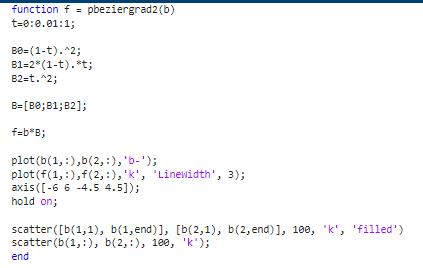 function f = pbeziergrad2(b)
t=0:0.01:1;
B0=(1-t).^2;
B1=2*(1-t).*t;
B2=t.^2;
B=[B0;B1;B2];
f=b*B;
plot(b(1,:),b(2,:),'b-');
plot(f(1,:),f(2,:),'k', 'LineWidth', 3);
axis([-6 6 -4.5 4.5]);
hold on;
scatter([b(1,1), b(1,end)], [b(2,1), b(2,end)], 100, 'k', 'filled')
scatter(b(1,:), b(2,:), 100, 'k');
end